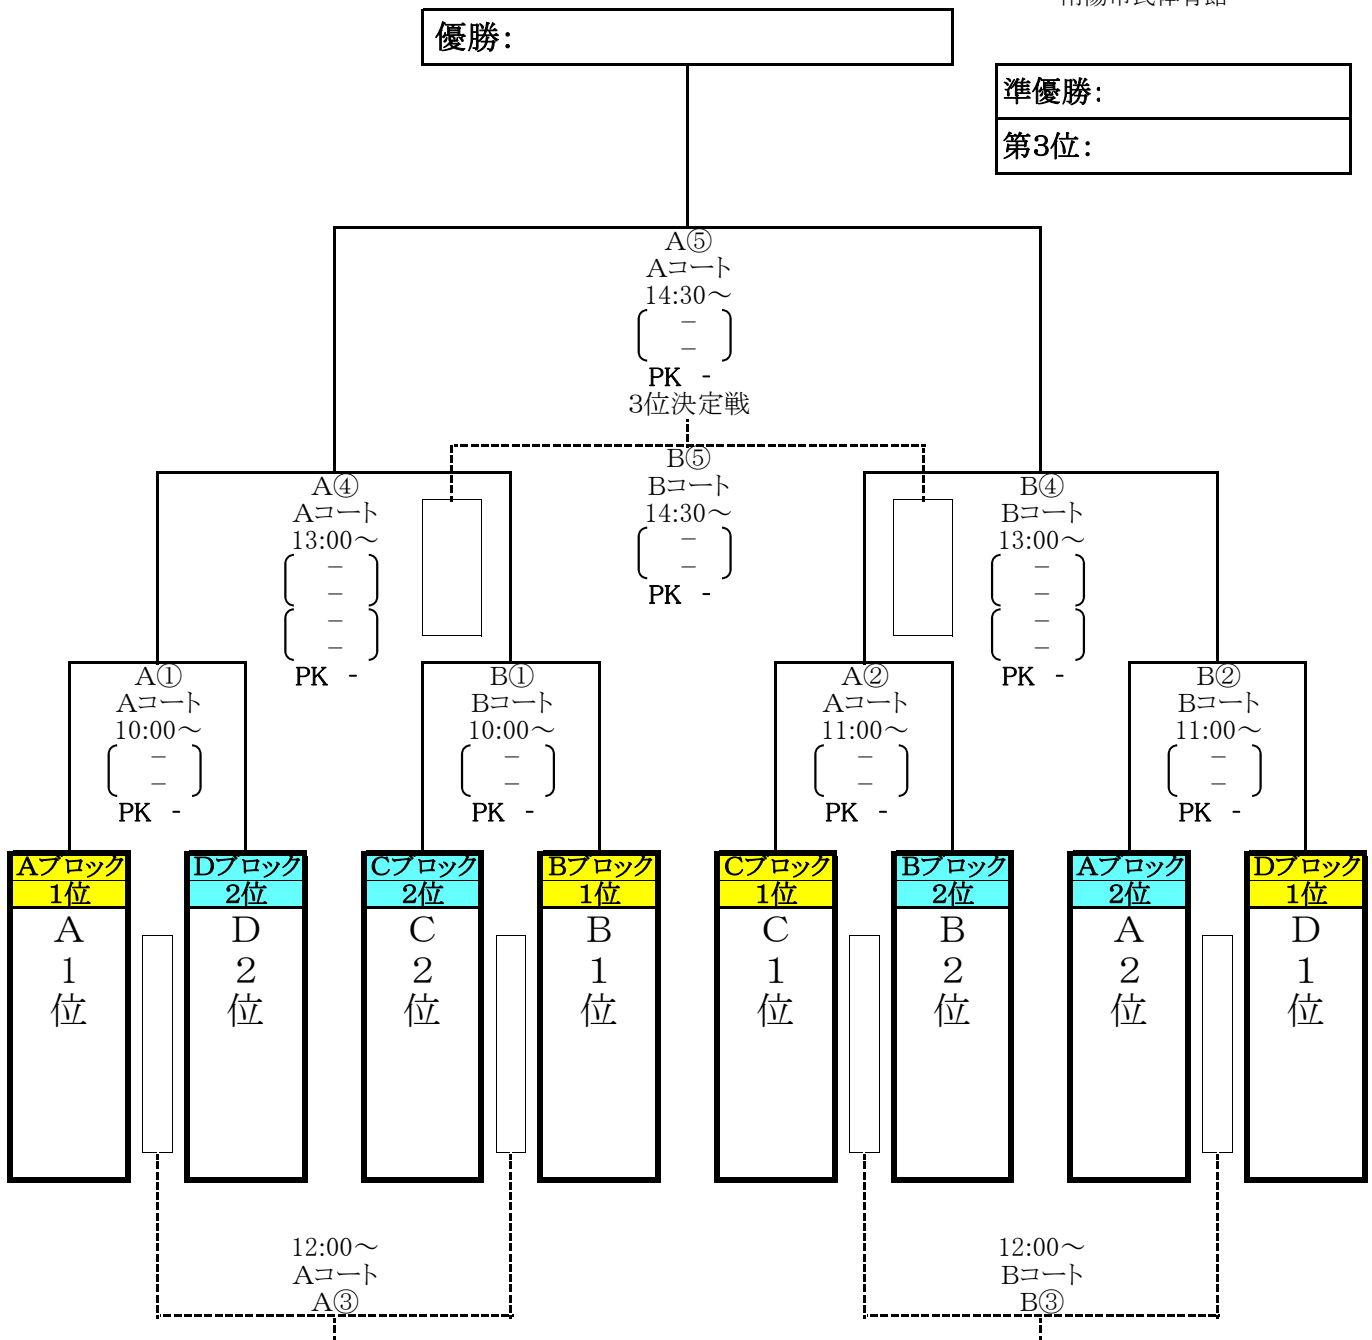 優勝:
準優勝:
第3位:
A⑤
Aコート
14:30～
-
-
PK -
3位決定戦
B⑤
Bコート
14:30～
-
-
PK -
A④
Aコート
13:00～
-
-
-
-
PK -
B④
Bコート
13:00～
-
-
-
-
PK -
A①
Aコート
10:00～
-
-
PK -
B①
Bコート
10:00～
-
-
PK -
A②
Aコート
11:00～
-
-
PK -
B②
Bコート
11:00～
-
-
PK -
Aブロック
1位
A
1
位
Dブロック
2位
D
2
位
Cブロック
2位
C
2
位
Bブロック
1位
B
1
位
Cブロック
1位
C
1
位
Bブロック
2位
B
2
位
Aブロック
2位
A
2
位
Dブロック
1位
D
1
位
12:00～
Aコート
A③
12:00～
Bコート
B③